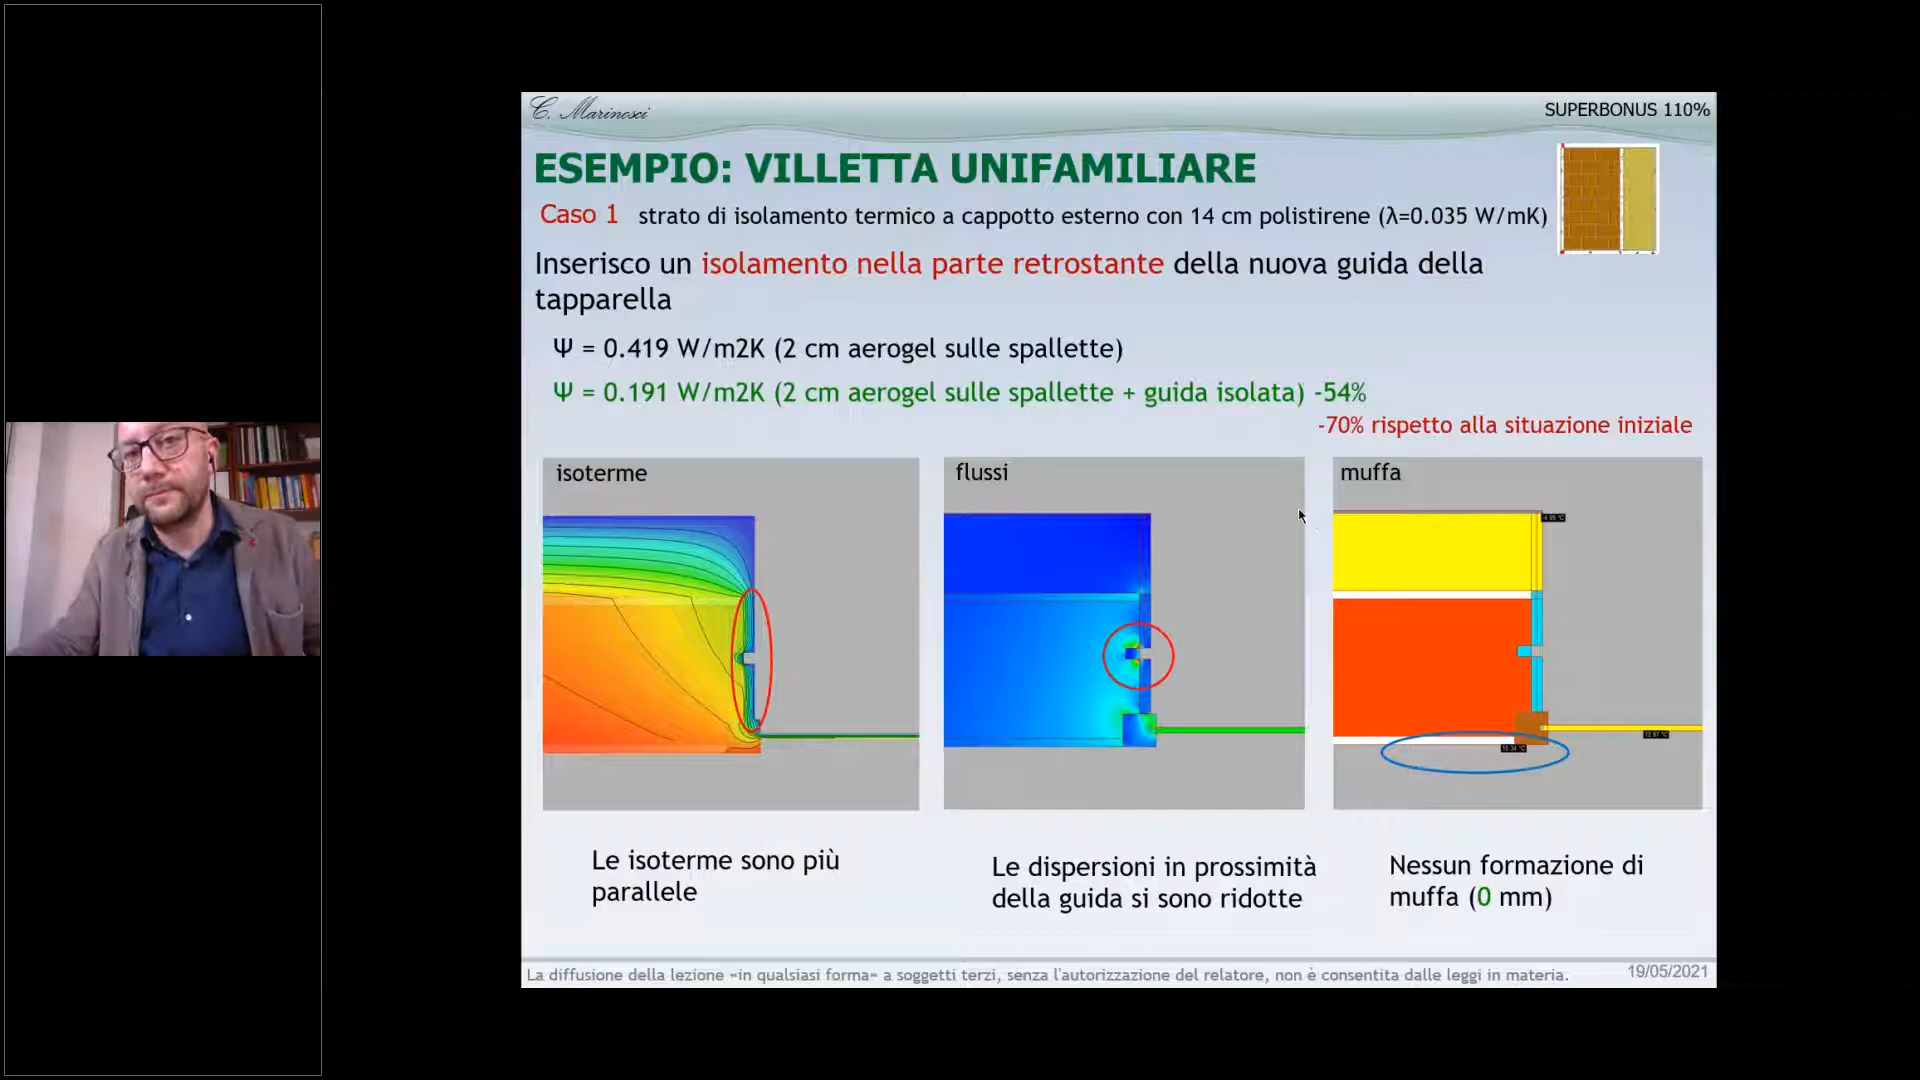 C. Marinosci
SUPERBONUS 110%
ESEMPIO: VILLETTA UNIFAMILIARE
Caso 1 strato di isolamento termico a cappotto esterno con 14 cm polistirene (λ=0.035 W/mK)
Inserisco un isolamento nella parte retrostante della nuova guida della
tapparella
Ψ = 0.419 W/m2K (2 cm aerogel sulle spallette)
Ψ = 0.191 W/m2K (2 cm aerogel sulle spallette + guida isolata) -54%
-70% rispetto alla situazione iniziale
isoterme
flussi
muffa
Le isoterme sono più
parallele
Le dispersioni in prossimità
della guida si sono ridotte
Nessun formazione di
muffa (0 mm)
La diffusione della lezione «in qualsiasi forma» a soggetti terzi, senza l'autorizzazione del relatore, non è consentita dalle leggi in materia.
19/05/2021